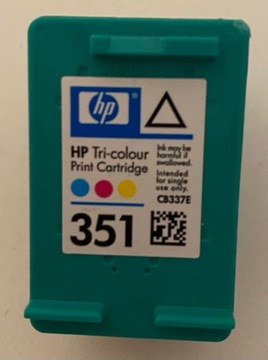 hp
HP Tri-colour
Print Cartridge
Ink may be
harmful if
swallowed.
Intended
for single
use only.
CB337E
351